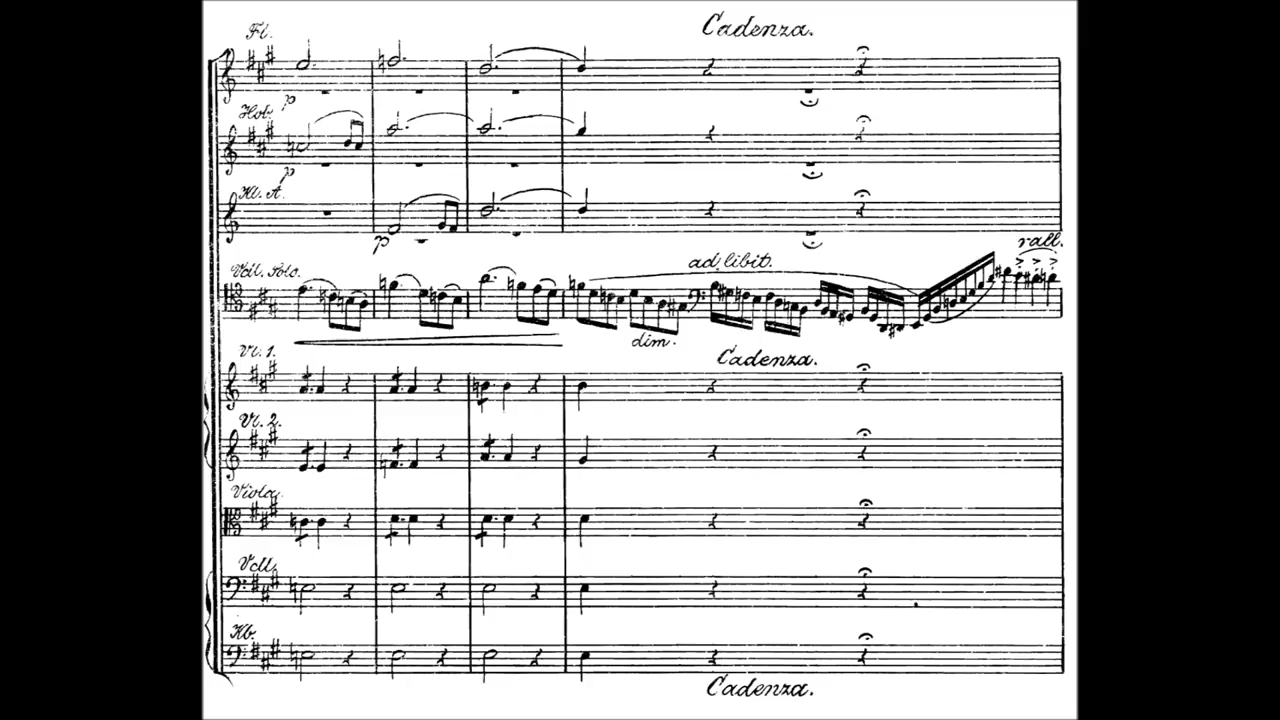 Cadenza.
Fl.
p
Hob.
p
Kl. A.
p
rall.
Vcll. Solo.
ad libit.
dim.
Vl. 1.
Cadenza.
Vl. 2.
Viola.
Vcll.
Kb.
Cadenza.